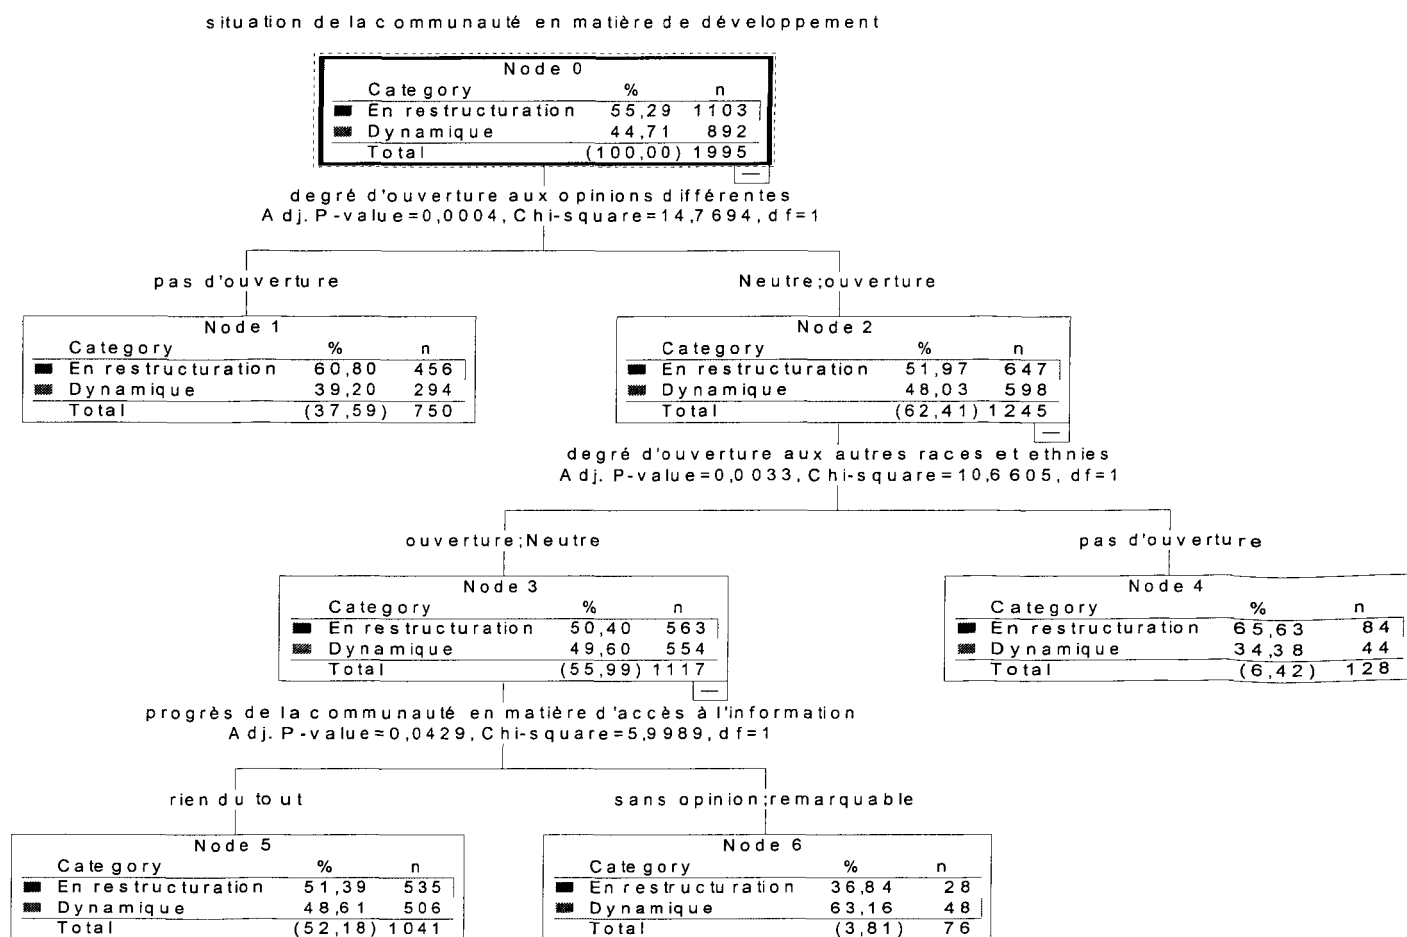 situation de la communauté en matière de développement
Node 0
Category % n
En restructuration 55,29 1103
Dynamique 44,71 892
Total (100,00) 1995
degré d'ouverture aux opinions différentes
Adj. P-value=0,0004, Chi-square=14,7694, df=1
pas d'ouverture
Neutre;ouverture
Node 1
Category % n
En restructuration 60,80 456
Dynamique 39,20 294
Total (37,59) 750
Node 2
Category % n
En restructuration 51,97 647
Dynamique 48,03 598
Total (62,41) 1245
degré d'ouverture aux autres races et ethnies
Adj. P-value=0,0033, Chi-square=10,6605, df=1
ouverture;Neutre
pas d'ouverture
Node 3
Category % n
En restructuration 50,40 563
Dynamique 49,60 554
Total (55,99) 1117
Node 4
Category % n
En restructuration 65,63 84
Dynamique 34,38 44
Total (6,42) 128
progrès de la communauté en matière d'accès à l'information
Adj. P-value=0,0429, Chi-square=5,9989, df=1
rien du tout
sans opinion;remarquable
Node 5
Category % n
En restructuration 51,39 535
Dynamique 48,61 506
Total (52,18) 1041
Node 6
Category % n
En restructuration 36,84 28
Dynamique 63,16 48
Total (3,81) 76